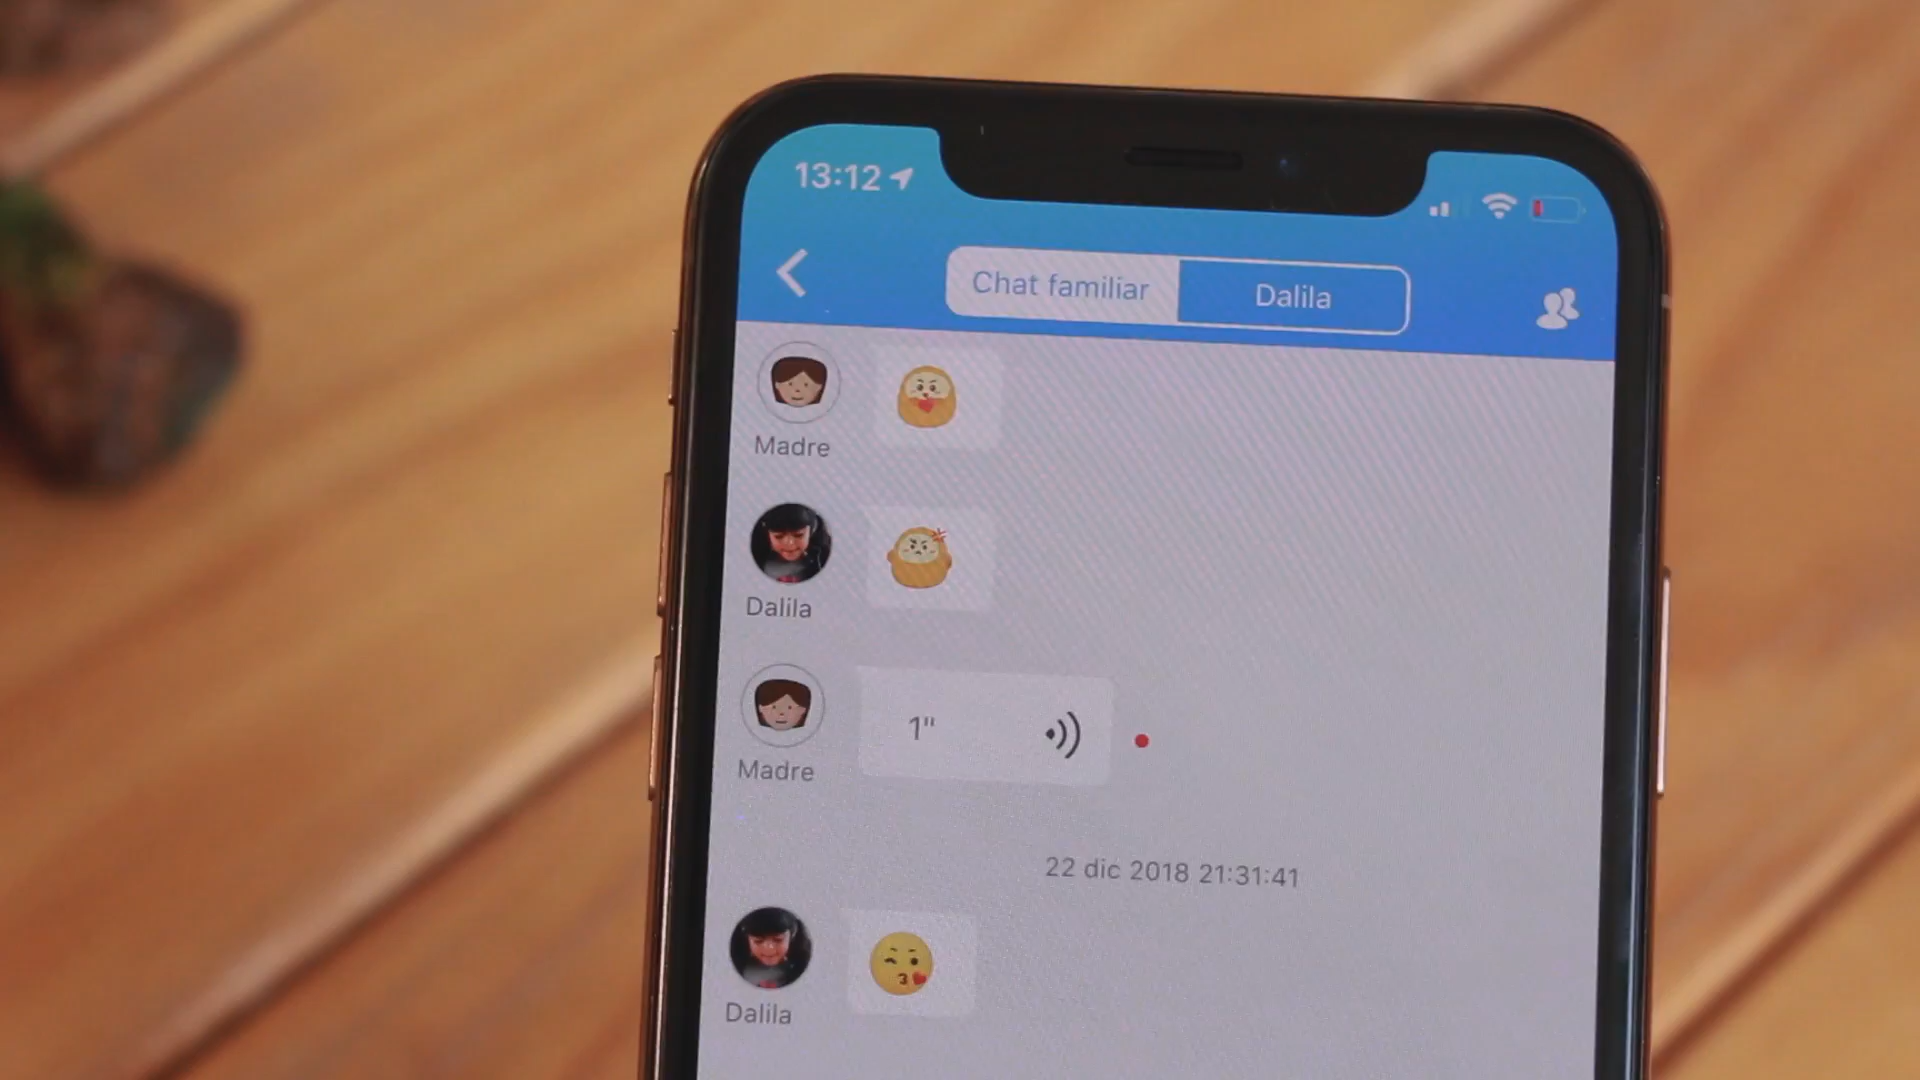 13:12
Chat familiar
Dalila
Madre
Dalila
1"
Madre
22 dic 2018 21:31:41
Dalila